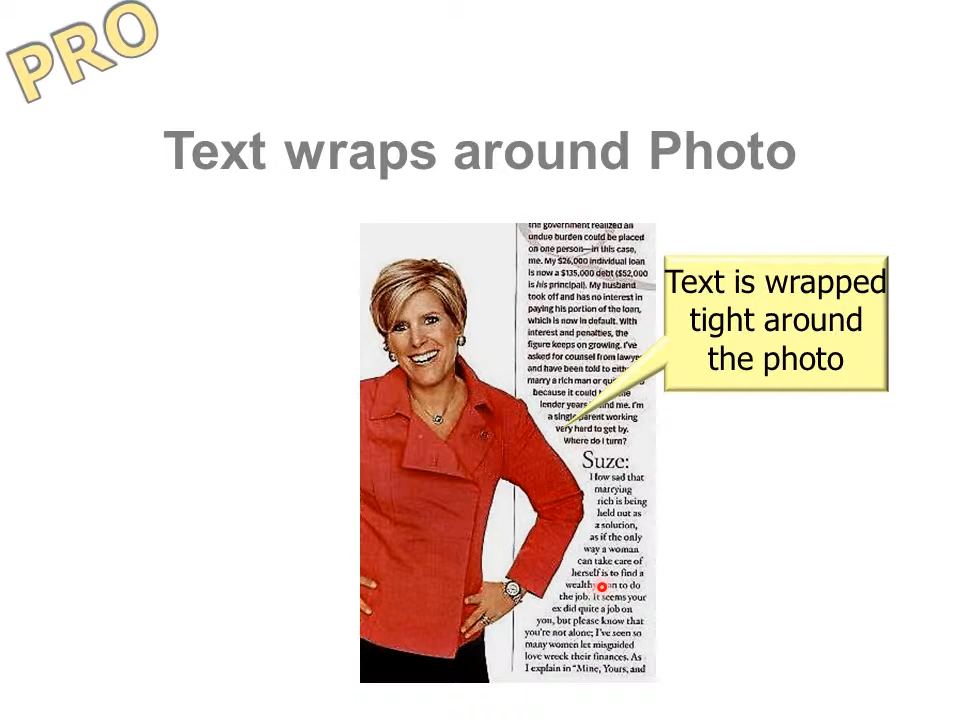 PRO
Text wraps around Photo
the government realized an
undue burden could be placed
on one person—in this case,
me. My $26,000 individual loan
is now a $135,000 debt ($52,000
is his principal). My husband
took off and has no interest in
paying his portion of the loan,
which is now in default. With
interest and penalties, the
figure keeps on growing. I've
asked for counsel from
and have been told to
marry a rich man or
because it could
lender years me. I'm
a single parent working
very hard to get by.
Where do I turn?
Suze:
How sad that
marrying
rich is being
held out as
a solution,
as if the only
way a woman
can take care of
herself is to find a
wealthy to do
the job. It seems your
ex did quite a job on
you, but please know that
you're not alone; I've seen so
many women let misguided
love wreck their finances. As
I explain in "Mine, Yours, and
Text is wrapped
tight around
the photo